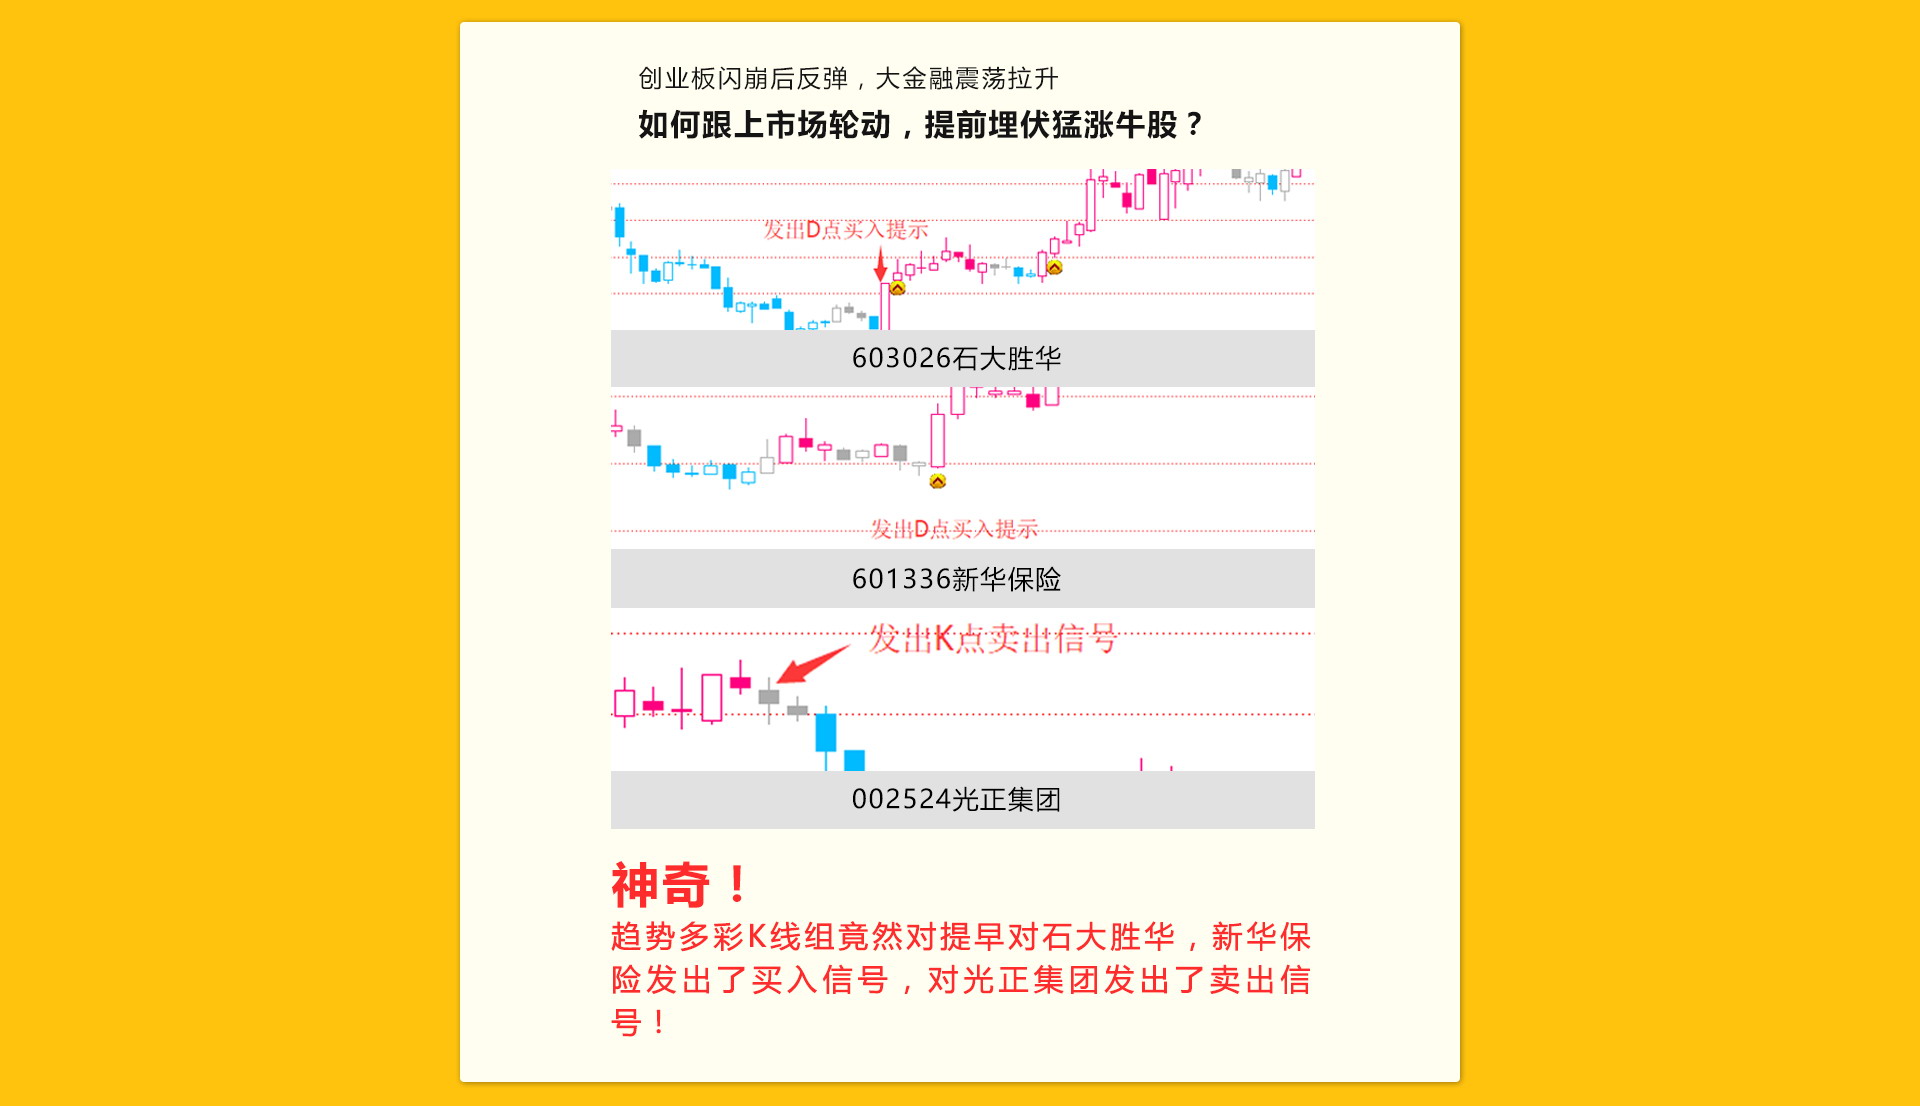 创业板闪崩后反弹，大金融震荡拉升
如何跟上市场轮动，提前埋伏猛涨牛股？
发出D点买入提示
603026石大胜华
发出D点买入提示
601336新华保险
发出K点卖出信号
002524光正集团
神奇！
趋势多彩K线组竟然对提早对石大胜华，新华保
险发出了买入信号，对光正集团发出了卖出信
号！